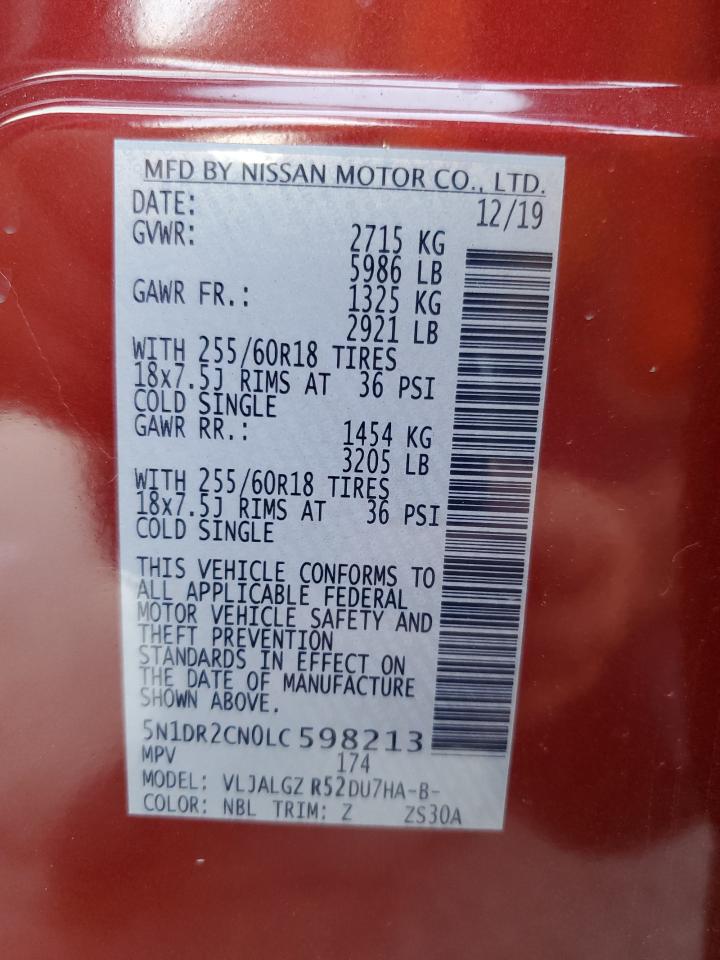 MFD BY NISSAN MOTOR CO., LTD.
DATE: 12/19
GVWR: 2715 KG
5986 LB
GAWR FR.: 1325 KG
2921 LB
WITH 255/60R18 TIRES
18x7.5J RIMS AT 36 PSI
COLD SINGLE
GAWR RR.: 1454 KG
3205 LB
WITH 255/60R18 TIRES
18x7.5J RIMS AT 36 PSI
COLD SINGLE
THIS VEHICLE CONFORMS TO
ALL APPLICABLE FEDERAL
MOTOR VEHICLE SAFETY AND
THEFT PREVENTION
STANDARDS IN EFFECT ON
THE DATE OF MANUFACTURE
SHOWN ABOVE.
5N1DR2CN0LC598213
MPV 174
MODEL: VLJALGZ R52DU7HA-B-
COLOR: NBL TRIM: Z ZS30A